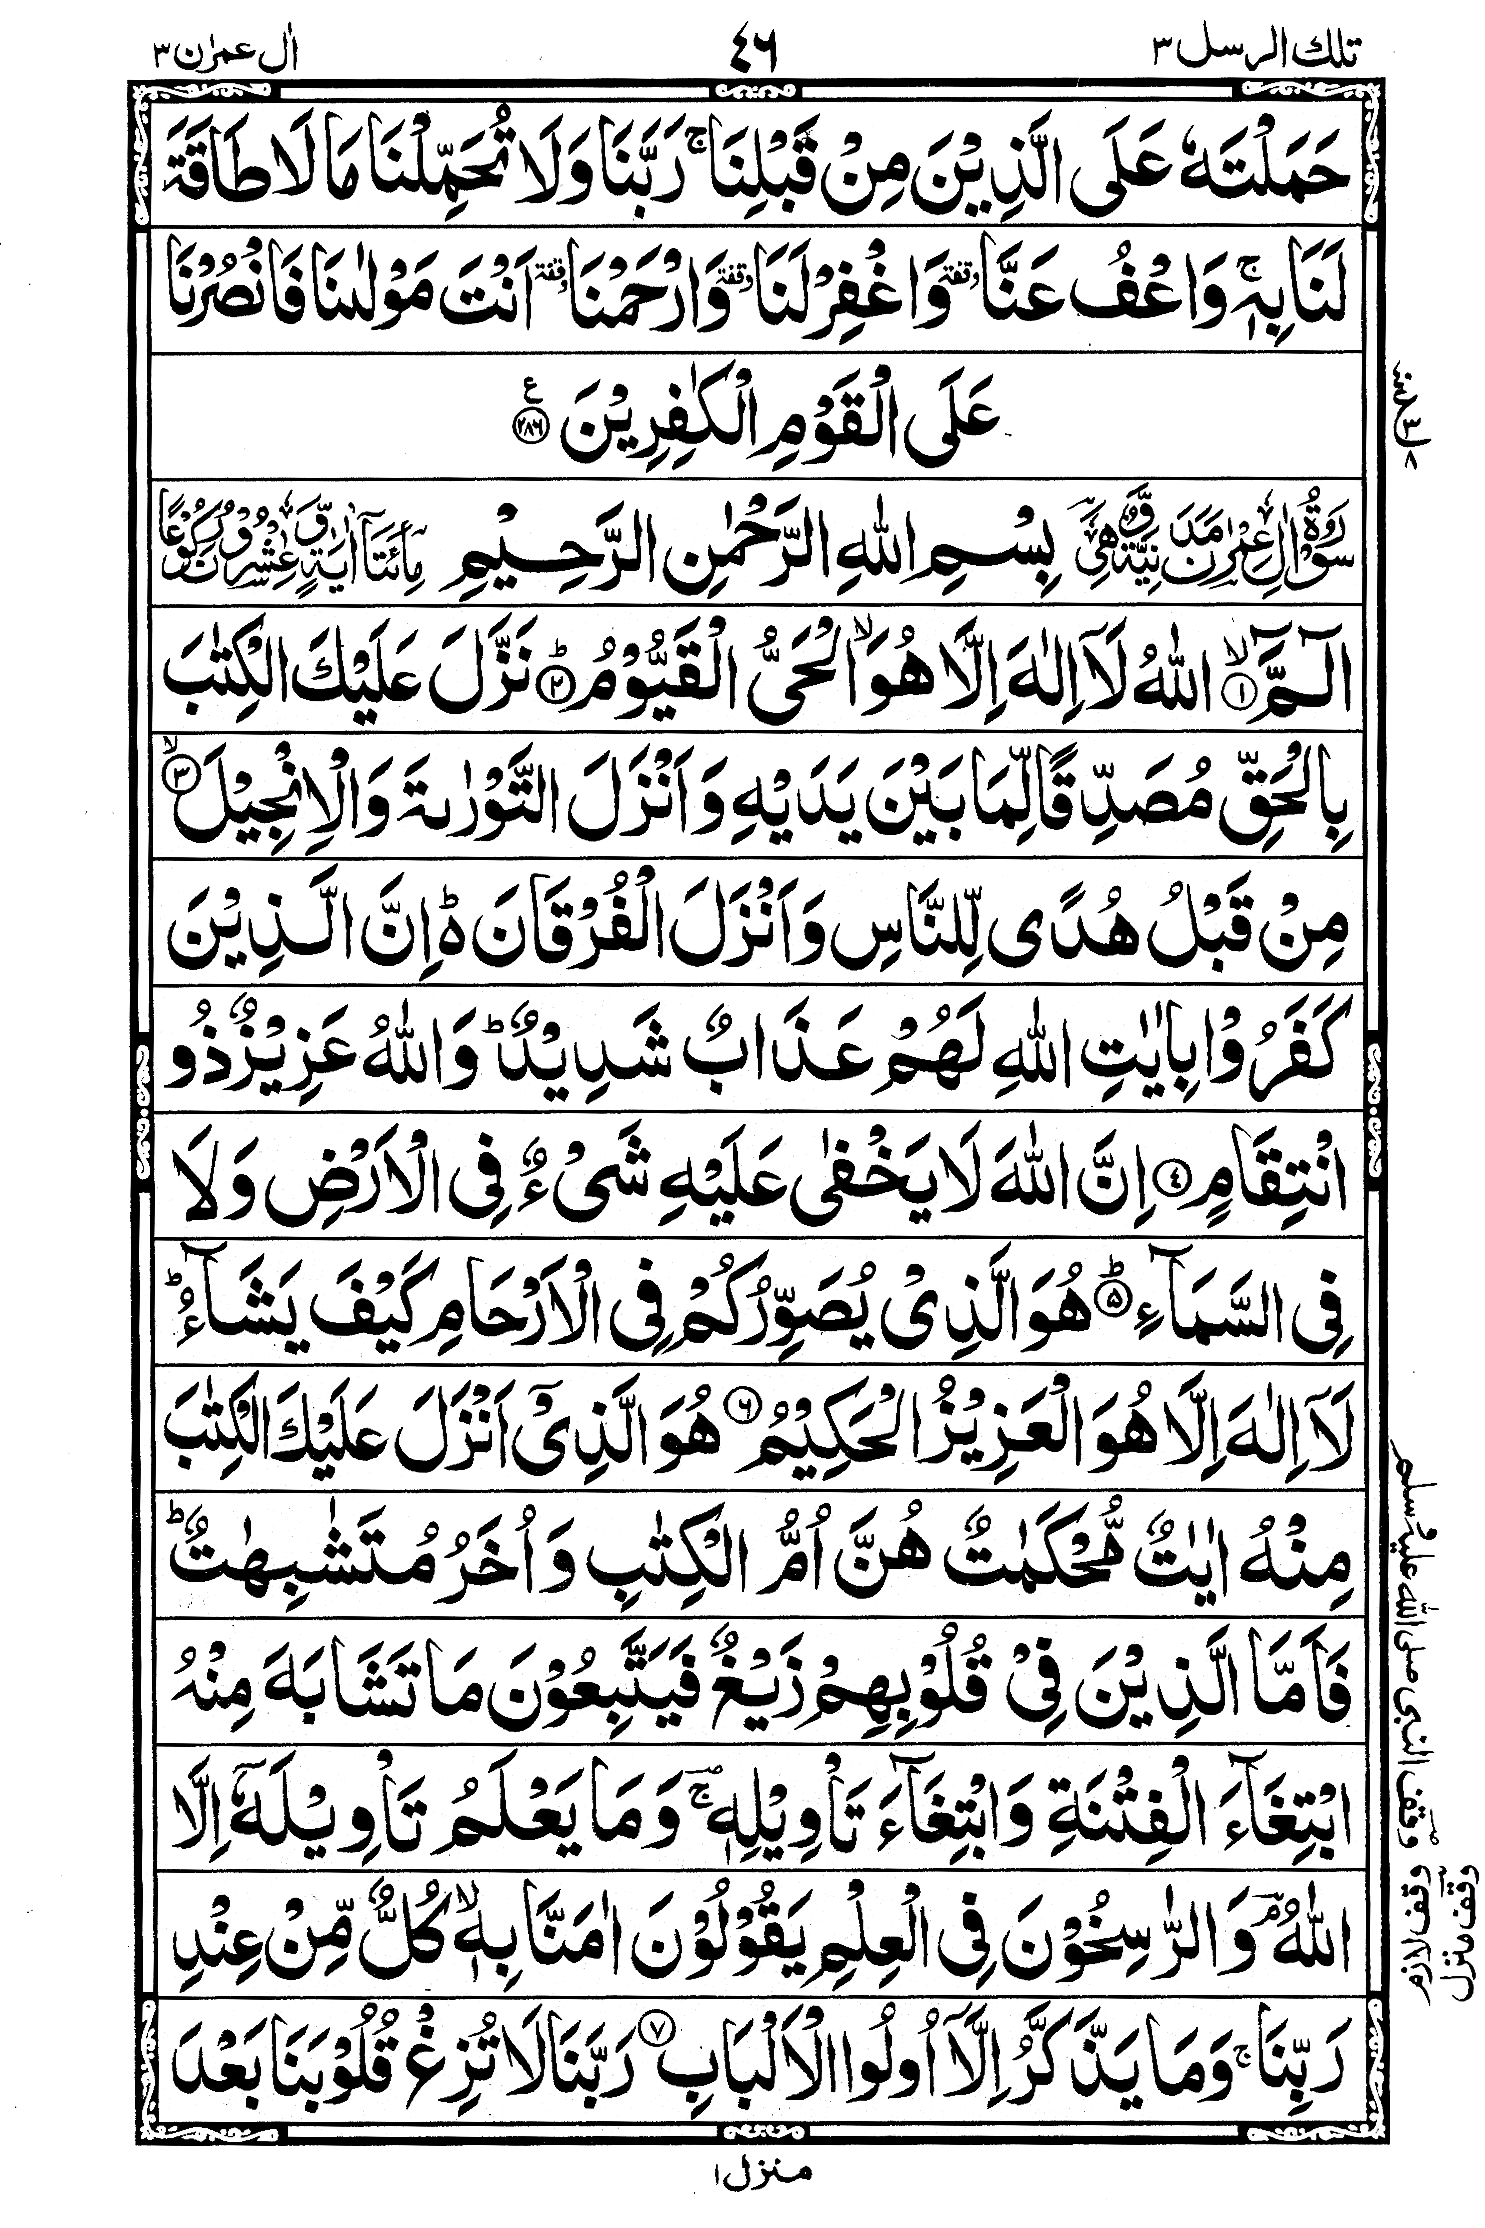 تلك الرسل ٣
٤٦
اٰل عمرٰن ٣
حَمَلْتَهٗ عَلَى الَّذِيْنَ مِنْ قَبْلِنَا ۚ رَبَّنَا وَلَا تُحَمِّلْنَا مَا لَا طَاقَةَ
لَنَا بِهٖ ۚ وَاعْفُ عَنَّا ۥوقفة وَاغْفِرْ لَنَا ۥوقفة وَارْحَمْنَا ۥوقفة اَنْتَ مَوْلٰىنَا فَانْصُرْنَا
عَلَى الْقَوْمِ الْكٰفِرِيْنَ ﴿٢٨٦﴾ ع
سُوْرَةُ اٰلِ عِمْرٰنَ مَدَنِيَّةٌ وَّهِيَ بِسْمِ اللّٰهِ الرَّحْمٰنِ الرَّحِيْمِ مِائَتَا اٰيَةٍ وَّعِشْرُوْنَ رُكُوْعًا
الٓمَّٓ ﴿١﴾ ۙ اللّٰهُ لَآ اِلٰهَ اِلَّا هُوَ ۙ الْحَىُّ الْقَيُّوْمُ ﴿٢﴾ ؕ نَزَّلَ عَلَيْكَ الْكِتٰبَ
بِالْحَقِّ مُصَدِّقًا لِّمَا بَيْنَ يَدَيْهِ وَاَنْزَلَ التَّوْرٰىةَ وَالْاِنْجِيْلَ ﴿٣﴾ ۙ
مِنْ قَبْلُ هُدًى لِّلنَّاسِ وَاَنْزَلَ الْفُرْقَانَ ؕ۬ اِنَّ الَّذِيْنَ
كَفَرُوْا بِاٰيٰتِ اللّٰهِ لَهُمْ عَذَابٌ شَدِيْدٌ ؕ وَاللّٰهُ عَزِيْزٌ ذُو
انْتِقَامٍ ﴿٤﴾ اِنَّ اللّٰهَ لَا يَخْفٰى عَلَيْهِ شَىْءٌ فِى الْاَرْضِ وَلَا
فِى السَّمَآءِ ﴿٥﴾ ؕ هُوَ الَّذِىْ يُصَوِّرُكُمْ فِى الْاَرْحَامِ كَيْفَ يَشَآءُ ؕ
لَآ اِلٰهَ اِلَّا هُوَ الْعَزِيْزُ الْحَكِيْمُ ﴿٦﴾ هُوَ الَّذِىْٓ اَنْزَلَ عَلَيْكَ الْكِتٰبَ
مِنْهُ اٰيٰتٌ مُّحْكَمٰتٌ هُنَّ اُمُّ الْكِتٰبِ وَاُخَرُ مُتَشٰبِهٰتٌ ؕ
فَاَمَّا الَّذِيْنَ فِىْ قُلُوْبِهِمْ زَيْغٌ فَيَتَّبِعُوْنَ مَا تَشَابَهَ مِنْهُ
ابْتِغَآءَ الْفِتْنَةِ وَابْتِغَآءَ تَاْوِيْلِهٖ ۚ وَمَا يَعْلَمُ تَاْوِيْلَهٗٓ اِلَّا
اللّٰهُ ۘ وَالرّٰسِخُوْنَ فِى الْعِلْمِ يَقُوْلُوْنَ اٰمَنَّا بِهٖ ۙ كُلٌّ مِّنْ عِنْدِ
رَبِّنَا ۚ وَمَا يَذَّكَّرُ اِلَّآ اُولُوا الْاَلْبَابِ ﴿٧﴾ رَبَّنَا لَا تُزِغْ قُلُوْبَنَا بَعْدَ
وقف النبى صلى الله عليه وسلم
وقف لازم
وقف منزل
منزل ١